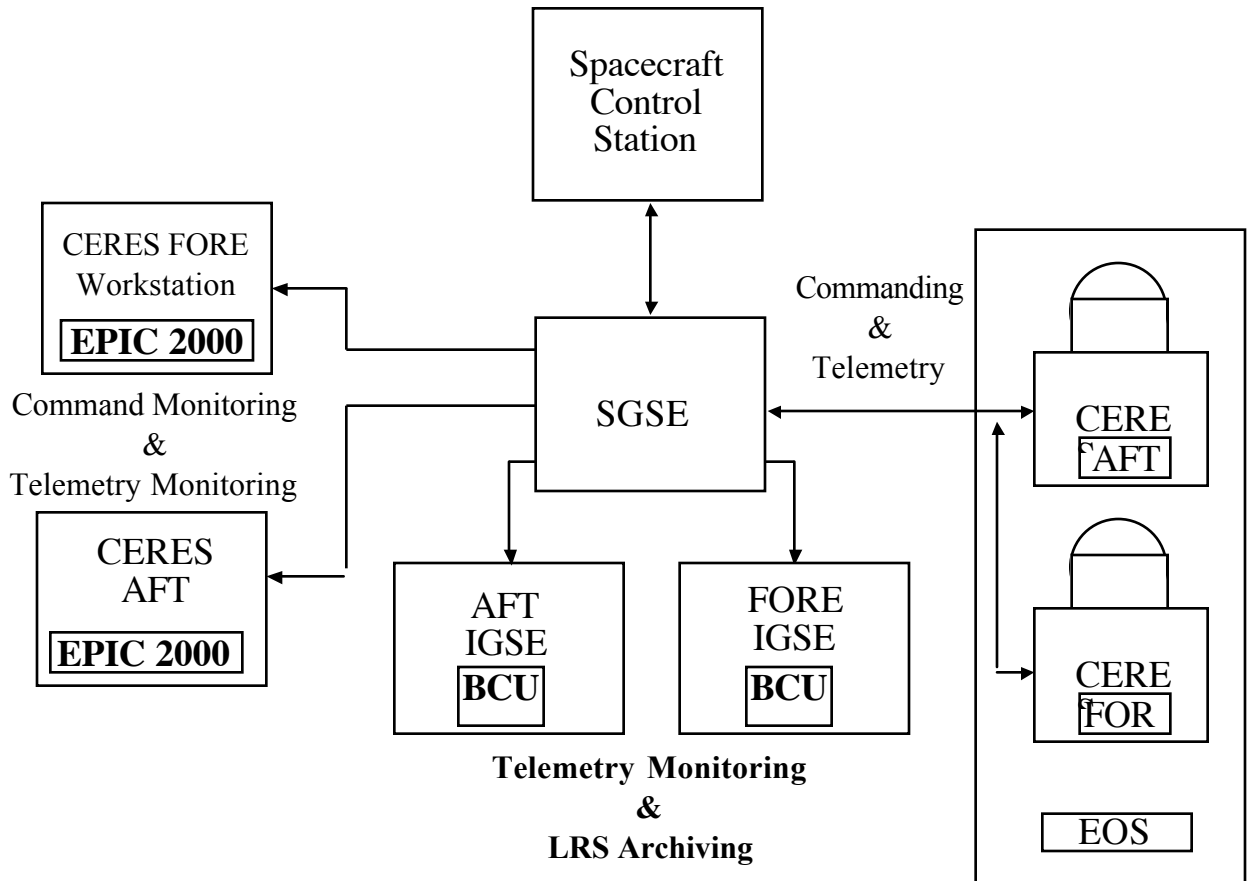 Spacecraft
Control
Station
CERES FORE
Workstation
EPIC 2000
Command Monitoring
&
Telemetry Monitoring
CERES
AFT
EPIC 2000
SGSE
Commanding
&
Telemetry
AFT
IGSE
BCU
FORE
IGSE
BCU
Telemetry Monitoring
&
LRS Archiving
CERE
AFT
CERE
FOR
EOS